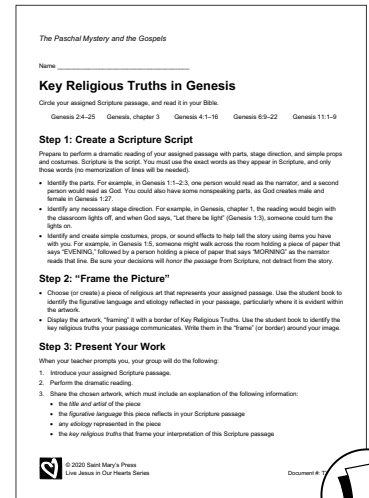 The Paschal Mystery and the Gospels
Name
Key Religious Truths in Genesis
Circle your assigned Scripture passage, and read it in your Bible.
Genesis 2:4–25 Genesis, chapter 3 Genesis 4:1–16 Genesis 6:9–22 Genesis 11:1–9
Step 1: Create a Scripture Script
Prepare to perform a dramatic reading of your assigned passage with parts, stage direction, and simple props
and costumes. Scripture is the script. You must use the exact words as they appear in Scripture, and only
those words (no memorization of lines will be needed).
• Identify the parts. For example, in Genesis 1:1–2:3, one person would read as the narrator, and a second
person would read as God. You could also have some nonspeaking parts, as God creates male and
female in Genesis 1:27.
• Identify any necessary stage direction. For example, in Genesis, chapter 1, the reading would begin with
the classroom lights off, and when God says, “Let there be light” (Genesis 1:3), someone could turn the
lights on.
• Identify and create simple costumes, props, or sound effects to help tell the story using items you have
with you. For example, in Genesis 1:5, someone might walk across the room holding a piece of paper that
says “EVENING,” followed by a person holding a piece of paper that says “MORNING” as the narrator
reads that line. Be sure your decisions will honor the passage from Scripture, not detract from the story.
Step 2: “Frame the Picture”
• Choose (or create) a piece of religious art that represents your assigned passage. Use the student book to
identify the figurative language and etiology reflected in your passage, particularly where it is evident within
the artwork.
• Display the artwork, “framing” it with a border of Key Religious Truths. Use the student book to identify the
key religious truths your passage communicates. Write them in the “frame” (or border) around your image.
Step 3: Present Your Work
When your teacher prompts you, your group will do the following:
1. Introduce your assigned Scripture passage.
2. Perform the dramatic reading.
3. Share the chosen artwork, which must include an explanation of the following information:
• the title and artist of the piece
• the figurative language this piece reflects in your Scripture passage
• any etiology represented in the piece
• the key religious truths that frame your interpretation of this Scripture passage
© 2020 Saint Mary’s Press
Live Jesus in Our Hearts Series
Document #: